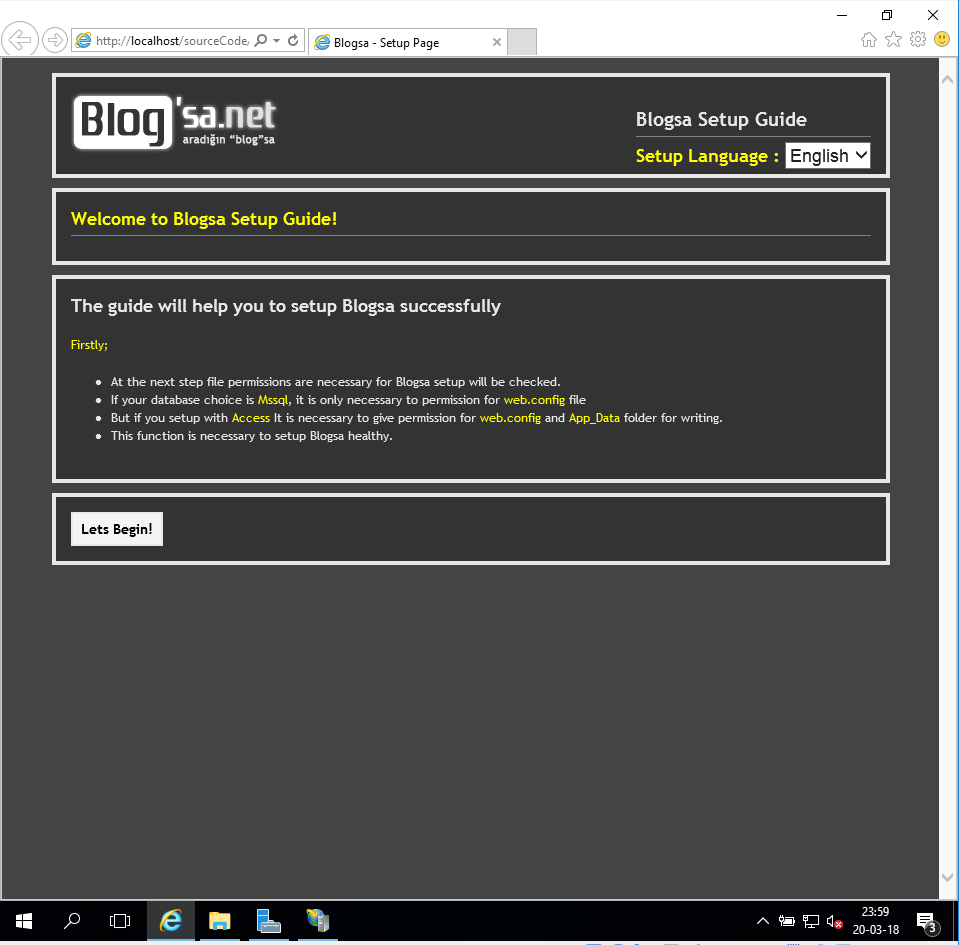 http://localhost/sourceCode,
Blogsa - Setup Page
Blog'sa.net
aradığın “blog”sa
Blogsa Setup Guide
Setup Language : English
Welcome to Blogsa Setup Guide!
The guide will help you to setup Blogsa successfully
Firstly;
At the next step file permissions are necessary for Blogsa setup will be checked.
If your database choice is Mssql, it is only necessary to permission for web.config file
But if you setup with Access It is necessary to give permission for web.config and App_Data folder for writing.
This function is necessary to setup Blogsa healthy.
Lets Begin!
23:59
20-03-18
3